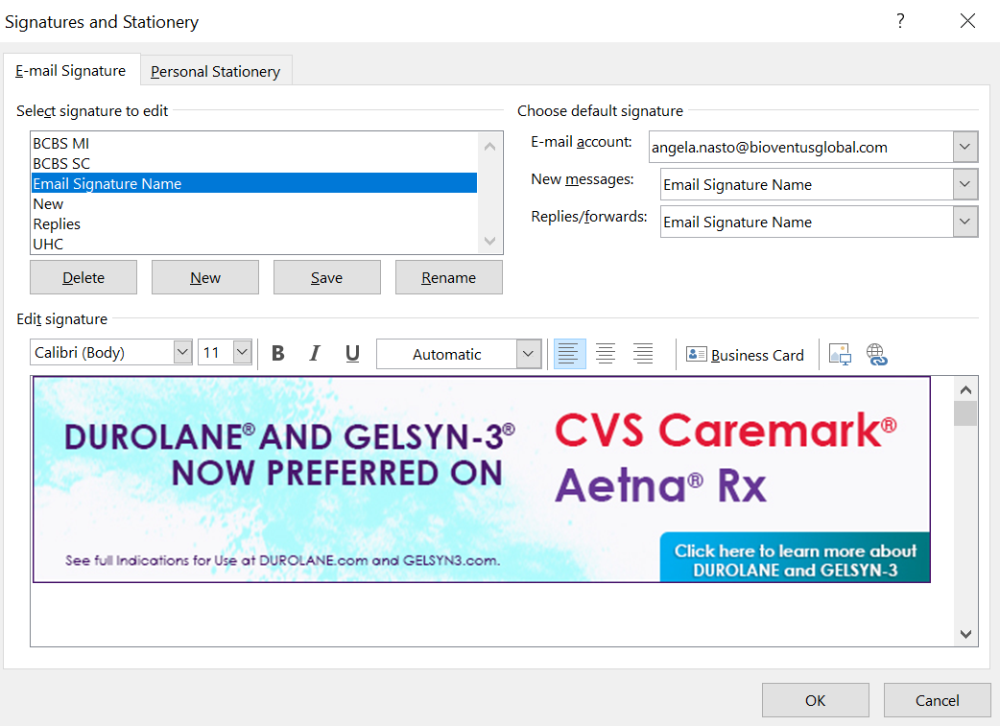 Signatures and Stationery ?
E-mail Signature Personal Stationery
Select signature to edit
BCBS MI
BCBS SC
Email Signature Name
New
Replies
UHC
Delete New Save Rename
Choose default signature
E-mail account: angela.nasto@bioventusglobal.com
New messages: Email Signature Name
Replies/forwards: Email Signature Name
Edit signature
Calibri (Body) 11 B I U Automatic Business Card
DUROLANE® AND GELSYN-3®
NOW PREFERRED ON
CVS Caremark®
Aetna® Rx
See full Indications for Use at DUROLANE.com and GELSYN3.com.
Click here to learn more about
DUROLANE and GELSYN-3
OK Cancel